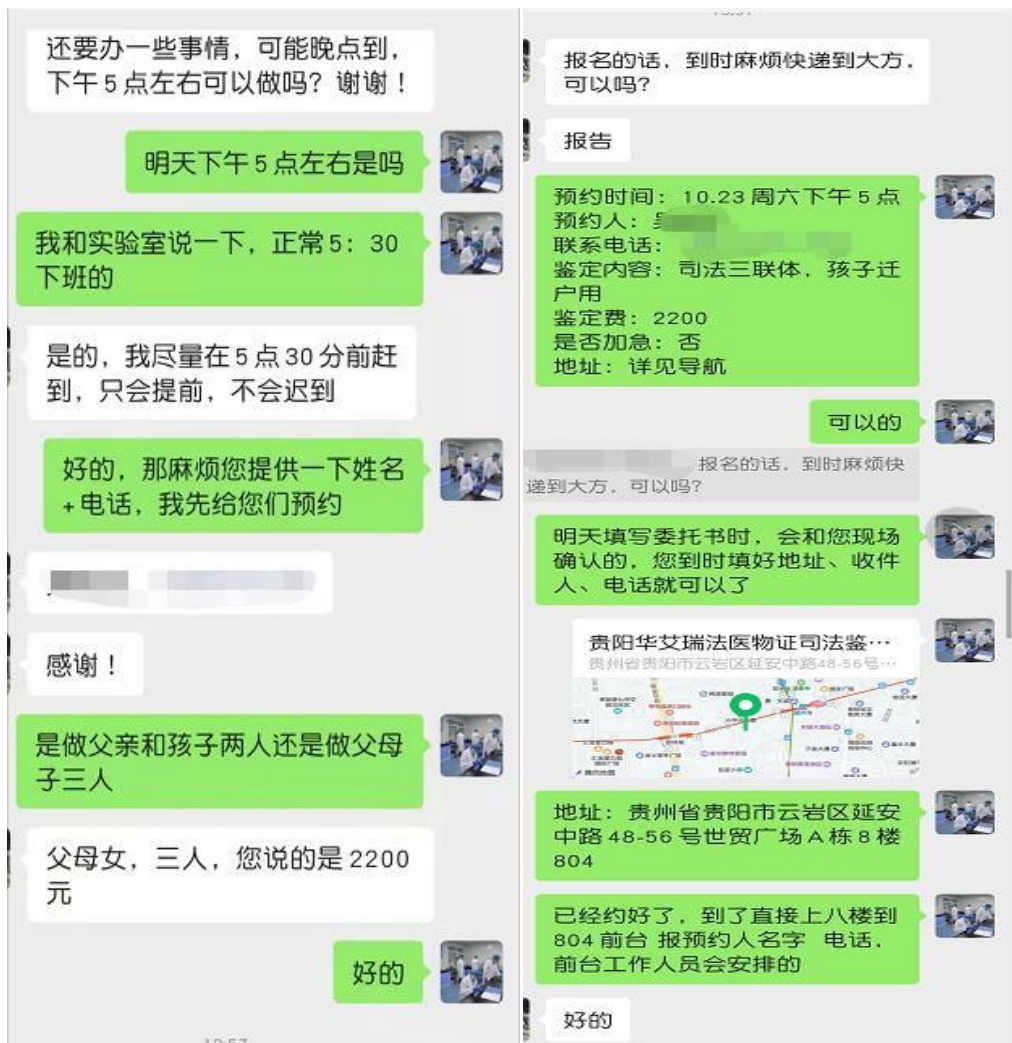 还要办一些事情，可能晚点到，
下午5点左右可以做吗？谢谢！
明天下午5点左右是吗
我和实验室说一下，正常5：30
下班的
是的，我尽量在5点30分前赶
到，只会提前，不会迟到
好的，那麻烦您提供一下姓名
+电话，我先给您们预约
感谢！
是做父亲和孩子两人还是做父母
子三人
父母女，三人，您说的是2200
元
好的
报名的话，到时麻烦快递到大方，
可以吗？
报告
预约时间：10.23周六下午5点
预约人：吴
联系电话：
鉴定内容：司法三联体，孩子迁
户用
鉴定费：2200
是否加急：否
地址：详见导航
可以的
报名的话，到时麻烦快
递到大方，可以吗？
明天填写委托书时，会和您现场
确认的，您到时填好地址、收件
人、电话就可以了
贵阳华艾瑞法医物证司法鉴…
贵州省贵阳市云岩区延安中路48-56号…
地址：贵州省贵阳市云岩区延安
中路48-56号世贸广场A栋8楼
804
已经约好了，到了直接上八楼到
804前台 报预约人名字 电话，
前台工作人员会安排的
好的